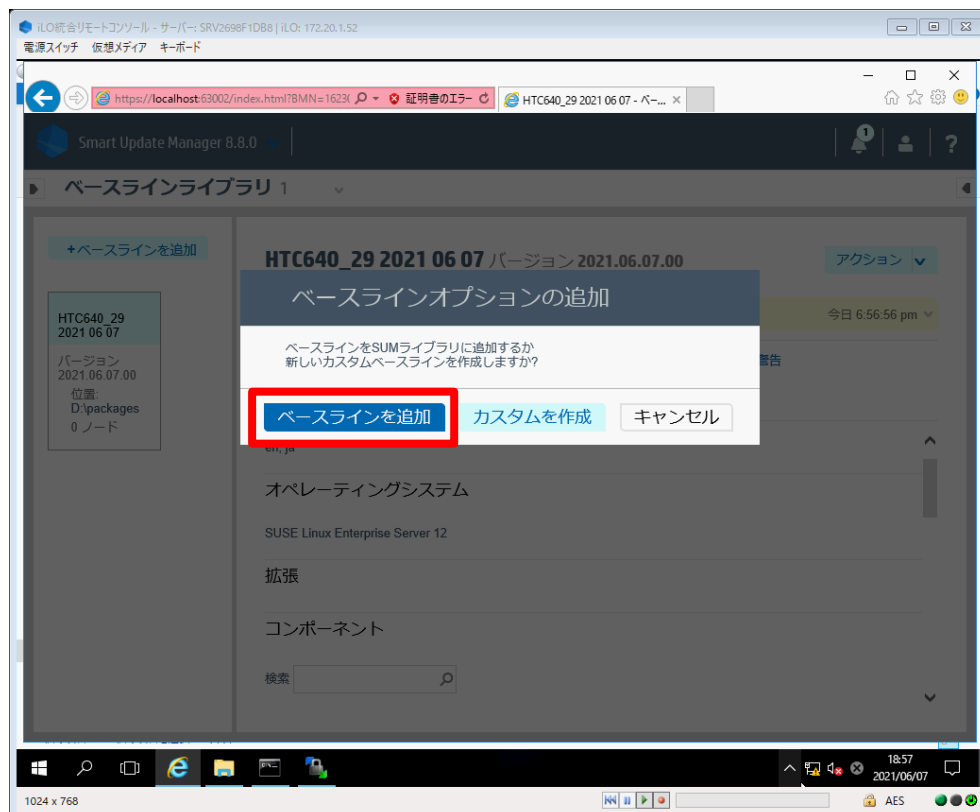 iLO統合リモートコンソール - サーバー: SRV2698F1DB8 | iLO: 172.20.1.52
電源スイッチ 仮想メディア キーボード
https://localhost:63002/index.html?BMN=1623(
証明書のエラー
HTC640_29 2021 06 07 - ベー...
Smart Update Manager 8.8.0
1
?
ベースラインライブラリ 1
+ベースラインを追加
HTC640_29 2021 06 07 バージョン 2021.06.07.00
アクション
HTC640_29
2021 06 07
バージョン
2021.06.07.00
位置:
D:\packages
0 ノード
今日 6:56:56 pm
警告
ベースラインオプションの追加
ベースラインをSUMライブラリに追加するか
新しいカスタムベースラインを作成しますか?
ベースラインを追加 カスタムを作成 キャンセル
en, ja
オペレーティングシステム
SUSE Linux Enterprise Server 12
拡張
コンポーネント
検索
18:57
2021/06/07
1024 x 768
AES